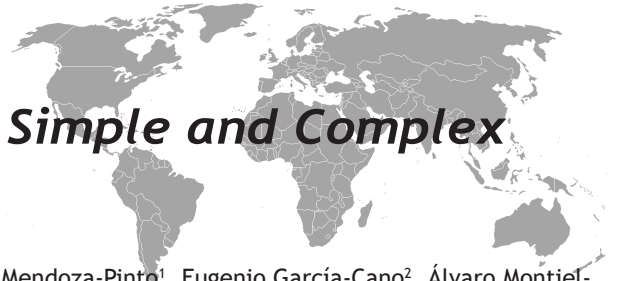 Simple and Complex
Mendoza-Pinto¹, Eugenio García-Cano², Álvaro Montiel-